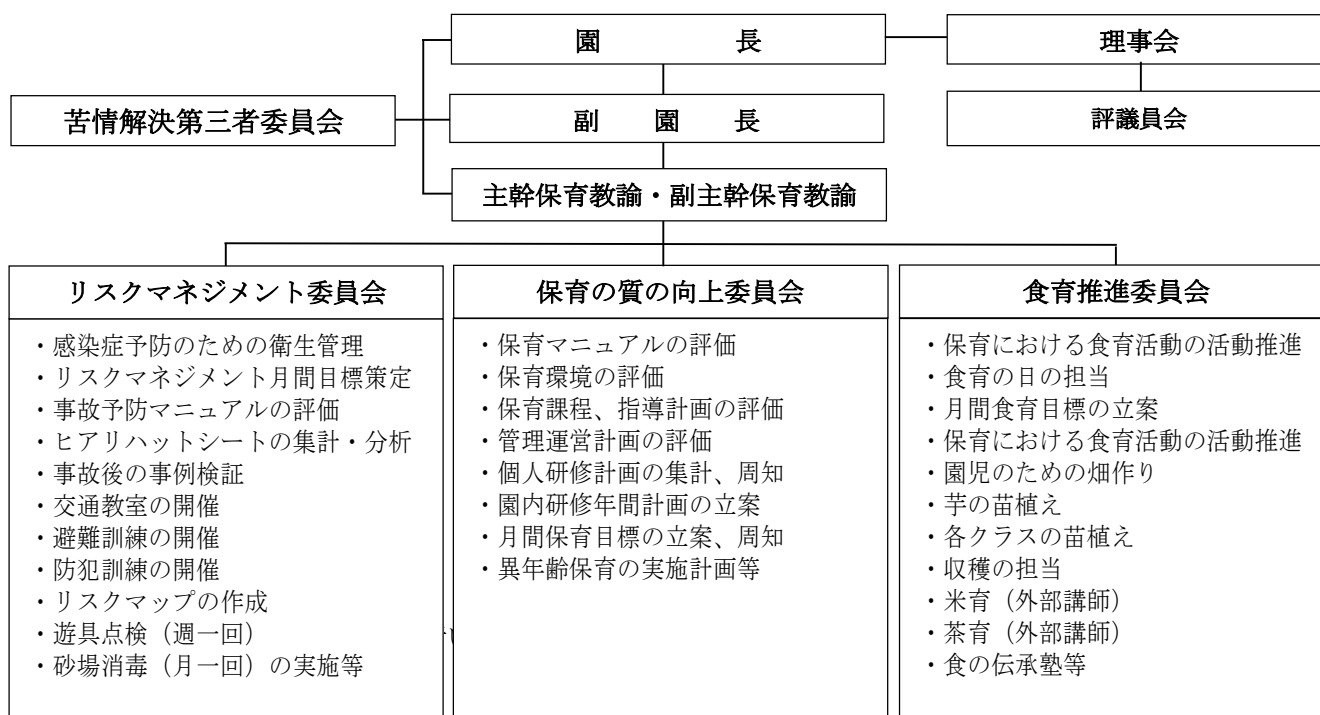 園 長
理事会
苦情解決第三者委員会
副 園 長
評議員会
主幹保育教諭・副主幹保育教諭
リスクマネジメント委員会
・感染症予防のための衛生管理
・リスクマネジメント月間目標策定
・事故予防マニュアルの評価
・ヒアリハットシートの集計・分析
・事故後の事例検証
・交通教室の開催
・避難訓練の開催
・防犯訓練の開催
・リスクマップの作成
・遊具点検（週一回）
・砂場消毒（月一回）の実施等
保育の質の向上委員会
・保育マニュアルの評価
・保育環境の評価
・保育課程、指導計画の評価
・管理運営計画の評価
・個人研修計画の集計、周知
・園内研修年間計画の立案
・月間保育目標の立案、周知
・異年齢保育の実施計画等
食育推進委員会
・保育における食育活動の活動推進
・食育の日の担当
・月間食育目標の立案
・保育における食育活動の活動推進
・園児のための畑作り
・芋の苗植え
・各クラスの苗植え
・収穫の担当
・米育（外部講師）
・茶育（外部講師）
・食の伝承塾等